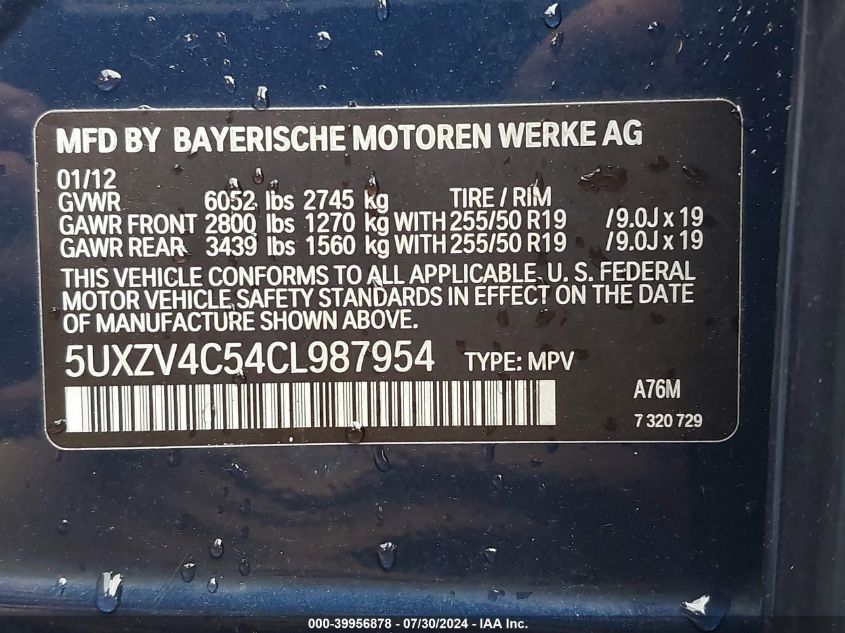 MFD BY BAYERISCHE MOTOREN WERKE AG
01/12
GVWR 6052 lbs 2745 kg TIRE / RIM
GAWR FRONT 2800 lbs 1270 kg WITH 255/50 R19 / 9.0J x 19
GAWR REAR 3439 lbs 1560 kg WITH 255/50 R19 / 9.0J x 19
THIS VEHICLE CONFORMS TO ALL APPLICABLE U. S. FEDERAL
MOTOR VEHICLE SAFETY STANDARDS IN EFFECT ON THE DATE
OF MANUFACTURE SHOWN ABOVE.
5UXZV4C54CL987954 TYPE: MPV
A76M
7 320 729
000-39956878 / 07/30/2024 - IAA Inc.